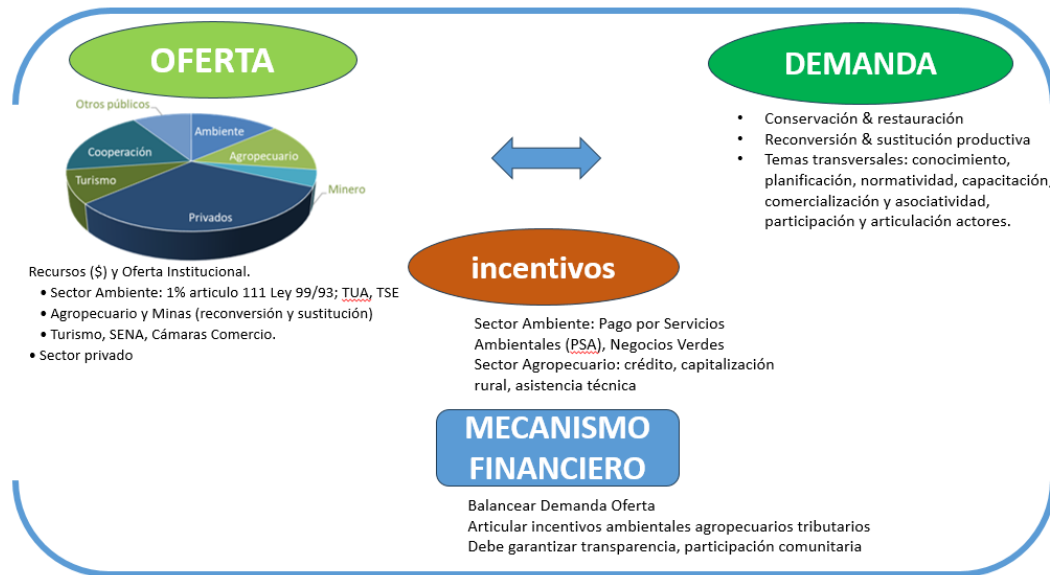 OFERTA
Otros públicos
Ambiente
Cooperación
Agropecuario
Turismo
Minero
Privados
Recursos ($) y Oferta Institucional.
• Sector Ambiente: 1% articulo 111 Ley 99/93; TUA, TSE
• Agropecuario y Minas (reconversión y sustitución)
• Turismo, SENA, Cámaras Comercio.
• Sector privado
DEMANDA
• Conservación & restauración
• Reconversión & sustitución productiva
• Temas transversales: conocimiento,
planificación, normatividad, capacitación,
comercialización y asociatividad,
participación y articulación actores.
incentivos
Sector Ambiente: Pago por Servicios
Ambientales (PSA), Negocios Verdes
Sector Agropecuario: crédito, capitalización
rural, asistencia técnica
MECANISMO
FINANCIERO
Balancear Demanda Oferta
Articular incentivos ambientales agropecuarios tributarios
Debe garantizar transparencia, participación comunitaria